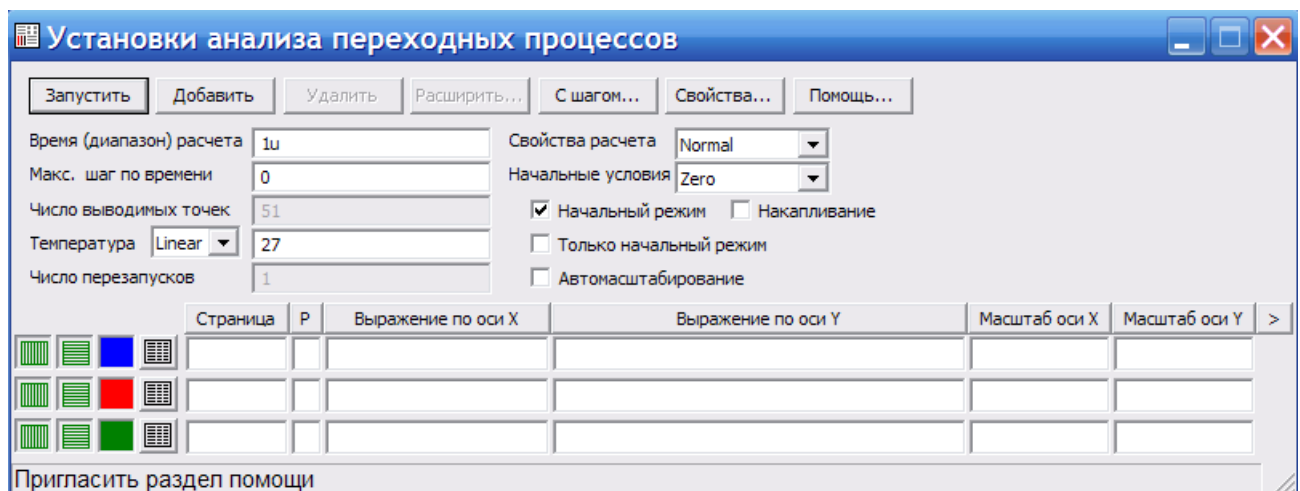 Установки анализа переходных процессов
Запустить Добавить Удалить Расширить... С шагом... Свойства... Помощь...
Время (диапазон) расчета 1u Свойства расчета Normal
Макс. шаг по времени 0 Начальные условия Zero
Число выводимых точек 51 Начальный режим Накапливание
Температура Linear 27 Только начальный режим
Число перезапусков 1 Автомасштабирование
Страница P Выражение по оси X Выражение по оси Y Масштаб оси X Масштаб оси Y >
Пригласить раздел помощи